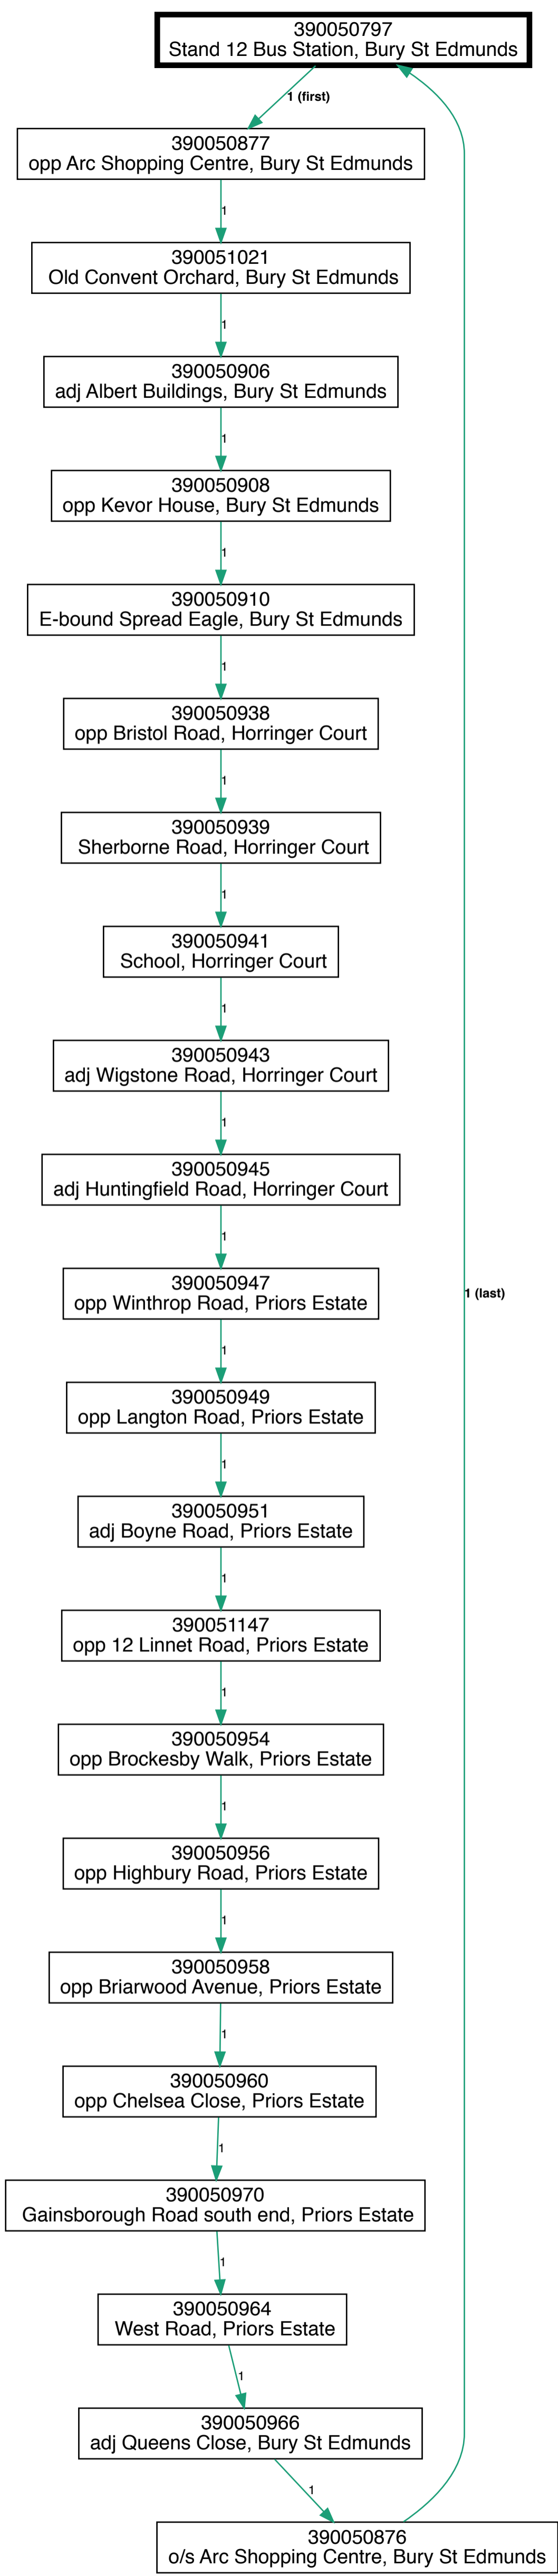 390050797
Stand 12 Bus Station, Bury St Edmunds
1 (first)
390050877
opp Arc Shopping Centre, Bury St Edmunds
1
390051021
Old Convent Orchard, Bury St Edmunds
1
390050906
adj Albert Buildings, Bury St Edmunds
1
390050908
opp Kevor House, Bury St Edmunds
1
390050910
E-bound Spread Eagle, Bury St Edmunds
1
390050938
opp Bristol Road, Horringer Court
1
390050939
Sherborne Road, Horringer Court
1
390050941
School, Horringer Court
1
390050943
adj Wigstone Road, Horringer Court
1
390050945
adj Huntingfield Road, Horringer Court
1
390050947
opp Winthrop Road, Priors Estate
1 (last)
1
390050949
opp Langton Road, Priors Estate
1
390050951
adj Boyne Road, Priors Estate
1
390051147
opp 12 Linnet Road, Priors Estate
1
390050954
opp Brockesby Walk, Priors Estate
1
390050956
opp Highbury Road, Priors Estate
1
390050958
opp Briarwood Avenue, Priors Estate
1
390050960
opp Chelsea Close, Priors Estate
1
390050970
Gainsborough Road south end, Priors Estate
1
390050964
West Road, Priors Estate
1
390050966
adj Queens Close, Bury St Edmunds
1
390050876
o/s Arc Shopping Centre, Bury St Edmunds